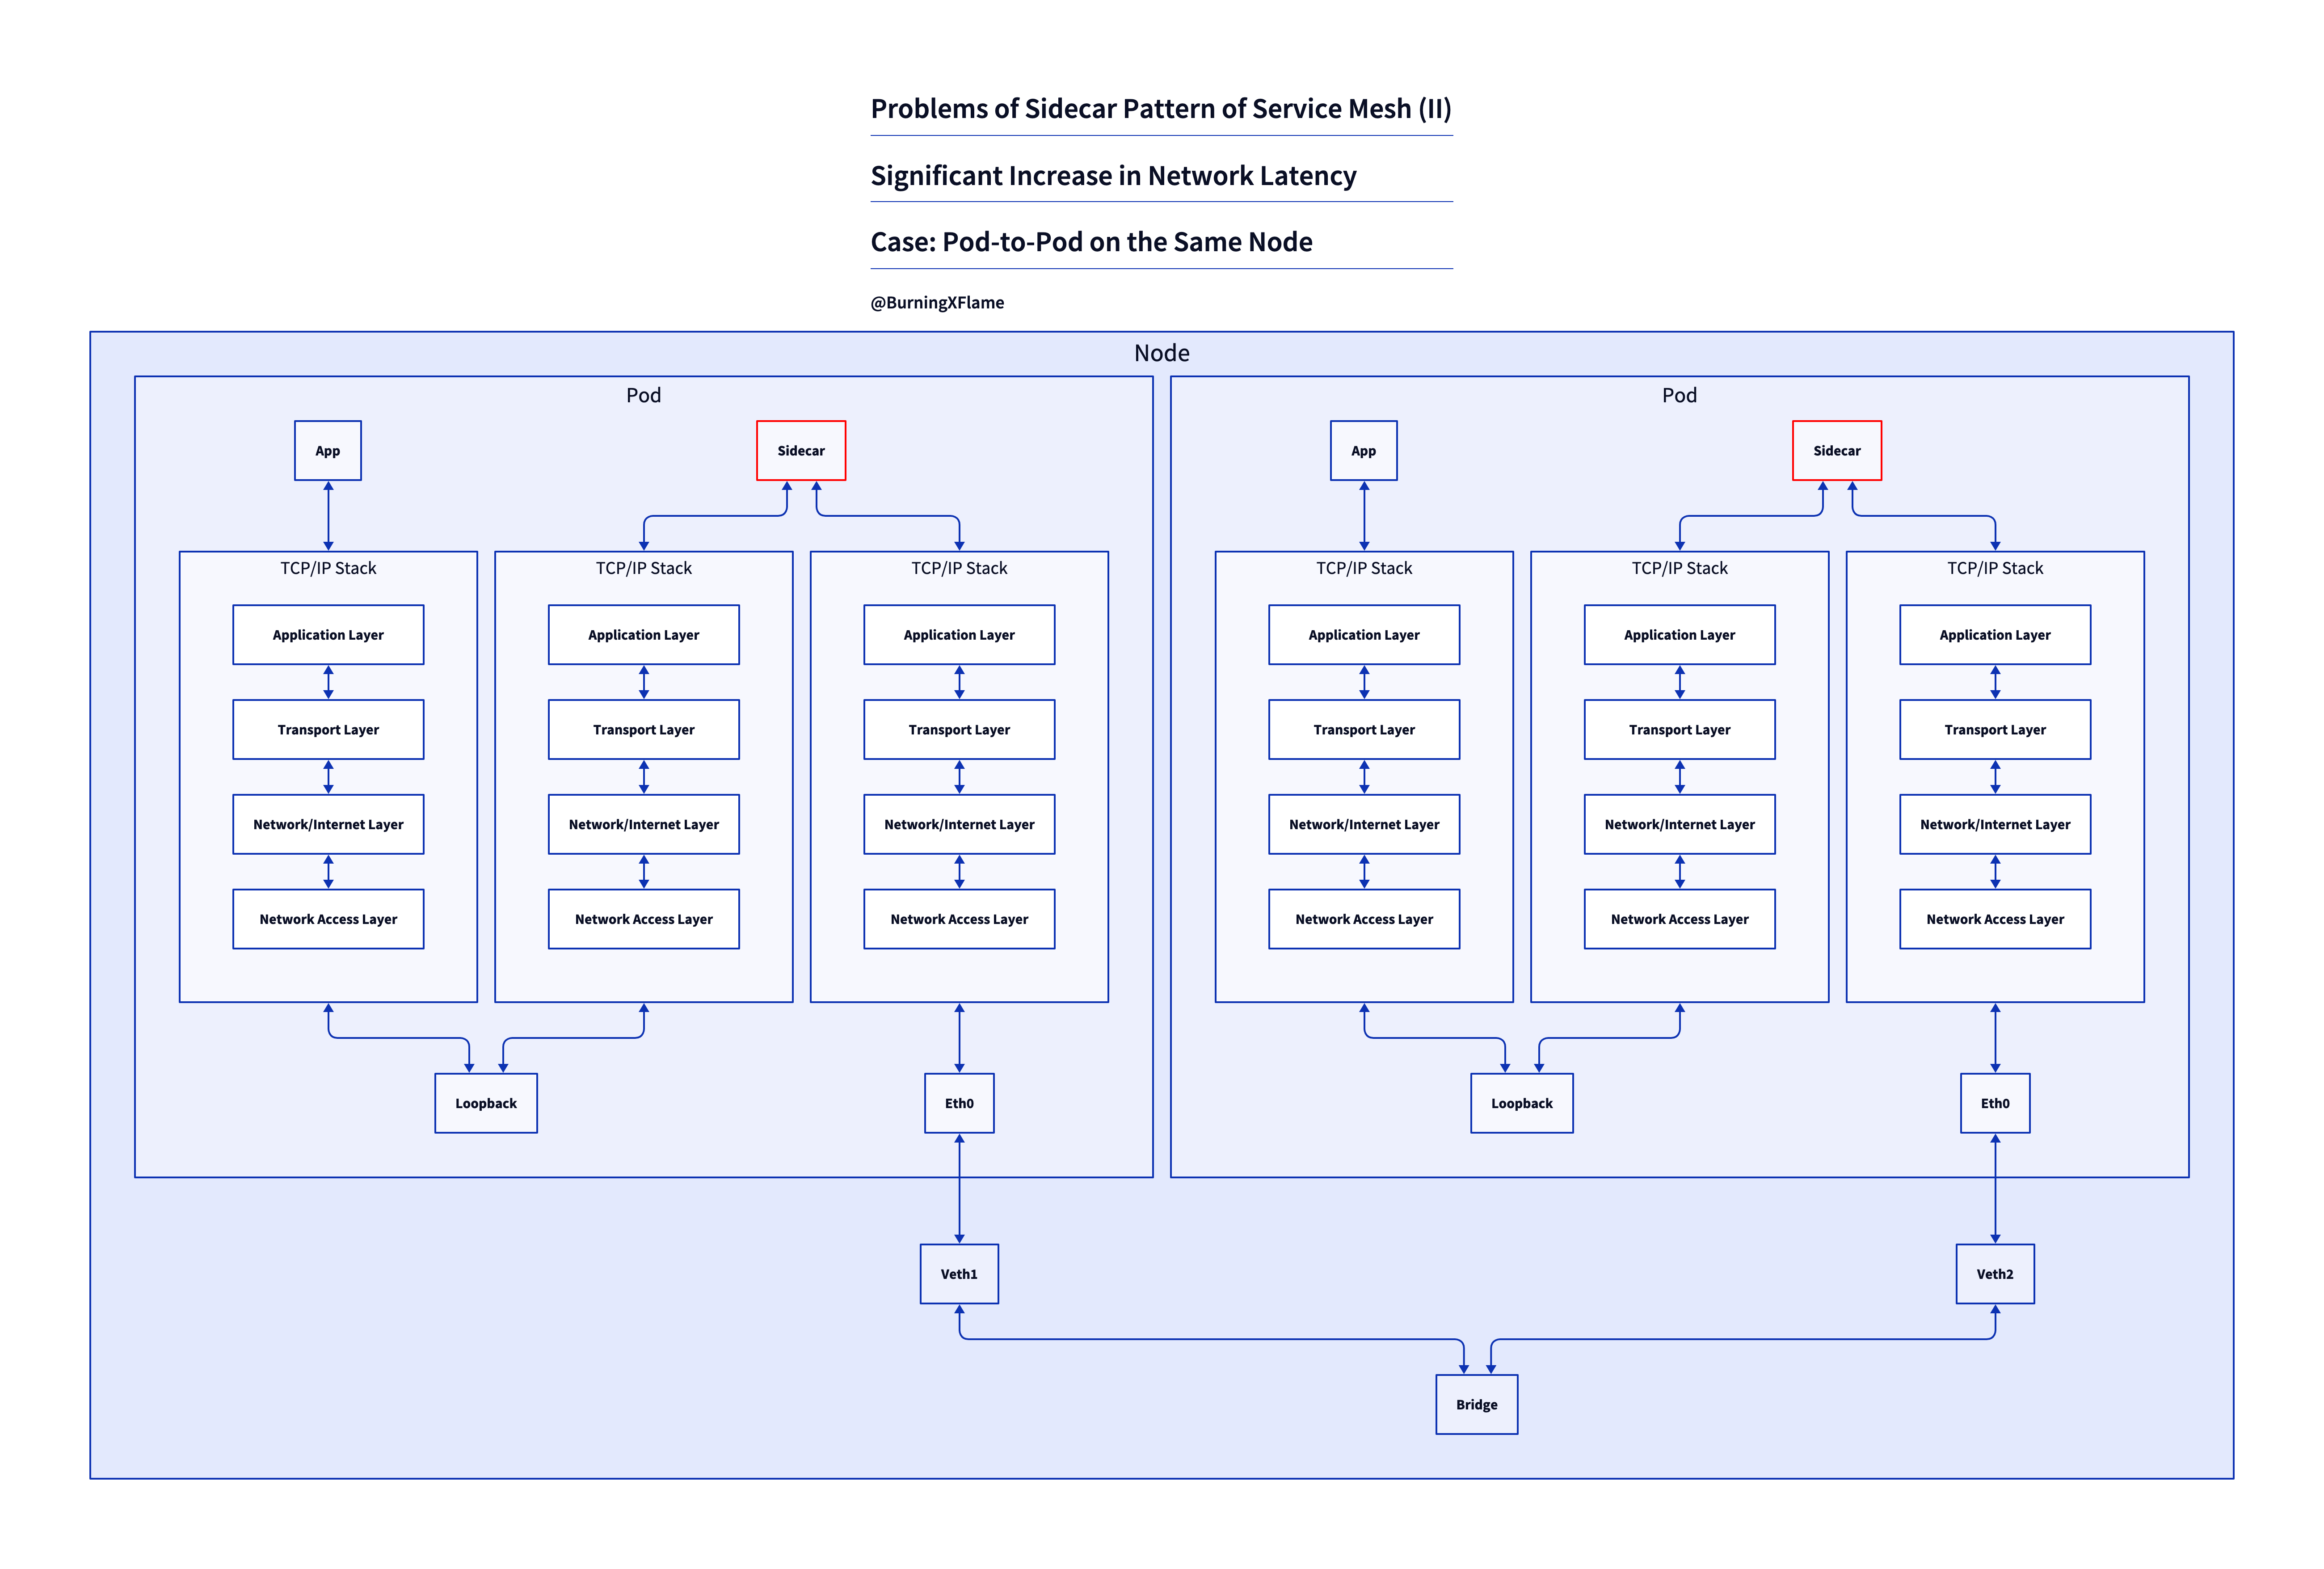 Problems of Sidecar Pattern of Service Mesh (II)
Significant Increase in Network Latency
Case: Pod-to-Pod on the Same Node
@BurningXFlame
Node
Pod
App
Sidecar
TCP/IP Stack
Application Layer
Transport Layer
Network/Internet Layer
Network Access Layer
TCP/IP Stack
Application Layer
Transport Layer
Network/Internet Layer
Network Access Layer
TCP/IP Stack
Application Layer
Transport Layer
Network/Internet Layer
Network Access Layer
Loopback
Eth0
Pod
App
Sidecar
TCP/IP Stack
Application Layer
Transport Layer
Network/Internet Layer
Network Access Layer
TCP/IP Stack
Application Layer
Transport Layer
Network/Internet Layer
Network Access Layer
TCP/IP Stack
Application Layer
Transport Layer
Network/Internet Layer
Network Access Layer
Loopback
Eth0
Veth1
Veth2
Bridge